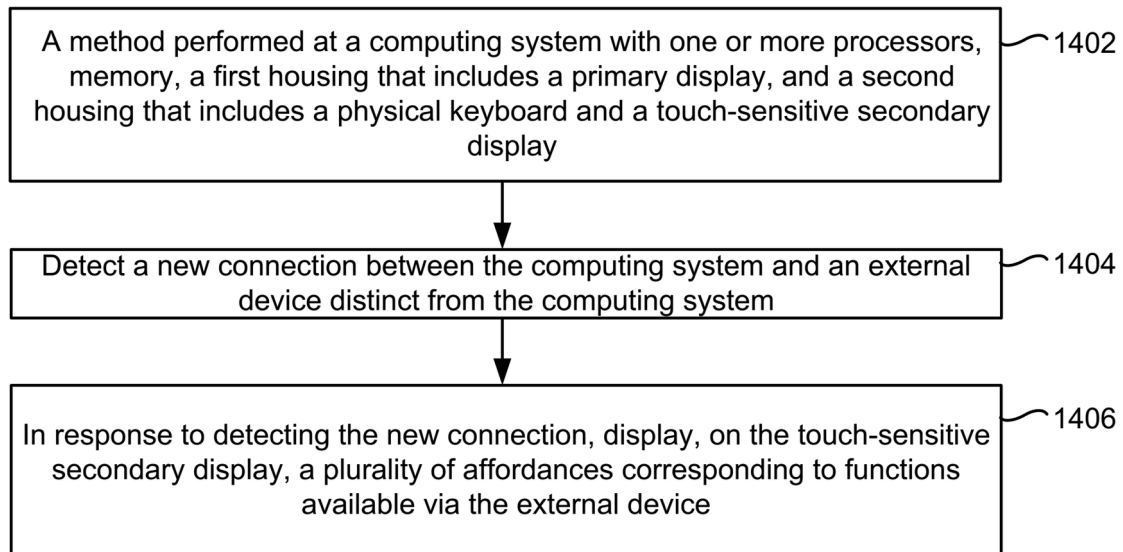 A method performed at a computing system with one or more processors,
memory, a first housing that includes a primary display, and a second
housing that includes a physical keyboard and a touch-sensitive secondary
display
1402
Detect a new connection between the computing system and an external
device distinct from the computing system
1404
In response to detecting the new connection, display, on the touch-sensitive
secondary display, a plurality of affordances corresponding to functions
available via the external device
1406